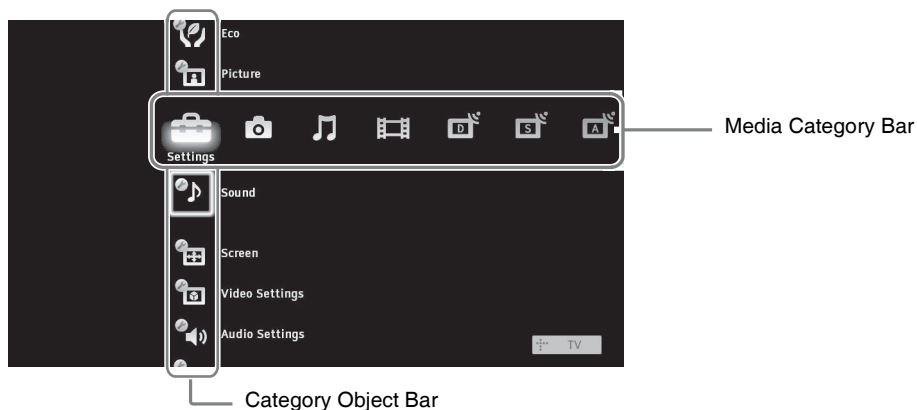 Eco
Picture
D
S
A
Media Category Bar
Settings
Sound
Screen
Video Settings
Audio Settings
TV
Category Object Bar